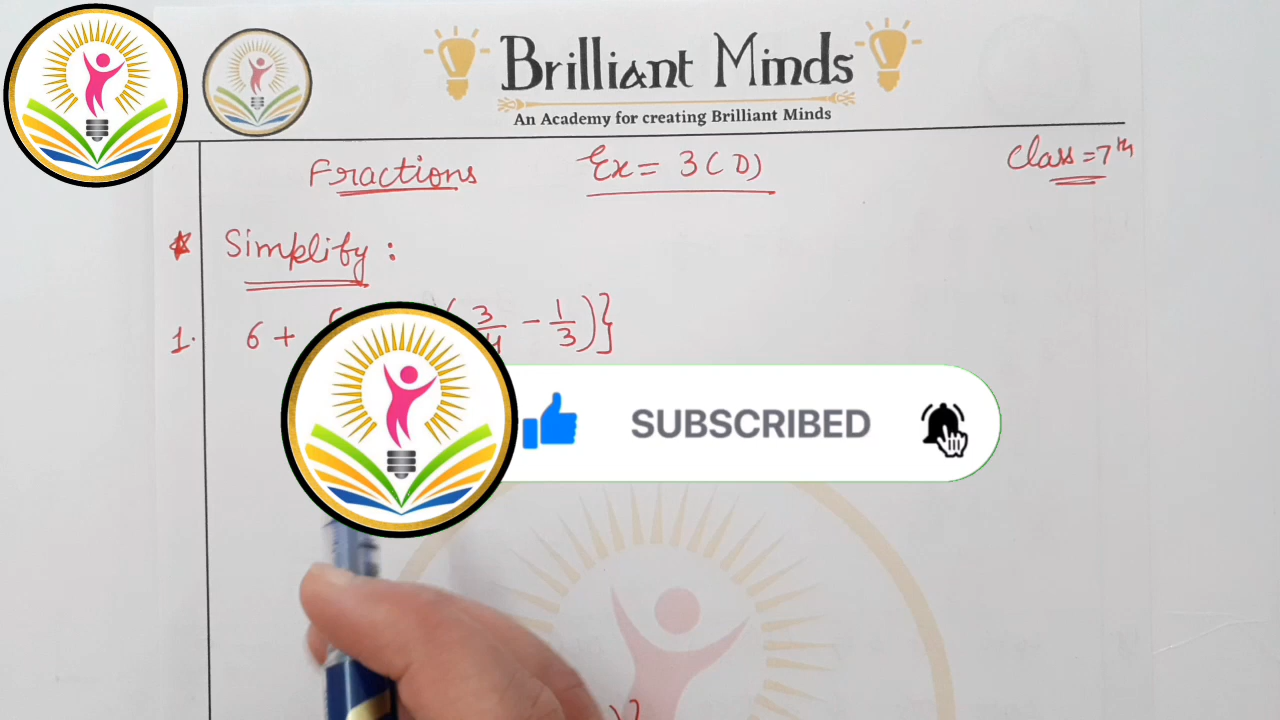 Brilliant Minds
An Academy for creating Brilliant Minds
Fractions Ex = 3(D) Class = 7th
* Simplify :
1. 6 + ( 3/4 - 1/3 ) }
SUBSCRIBED